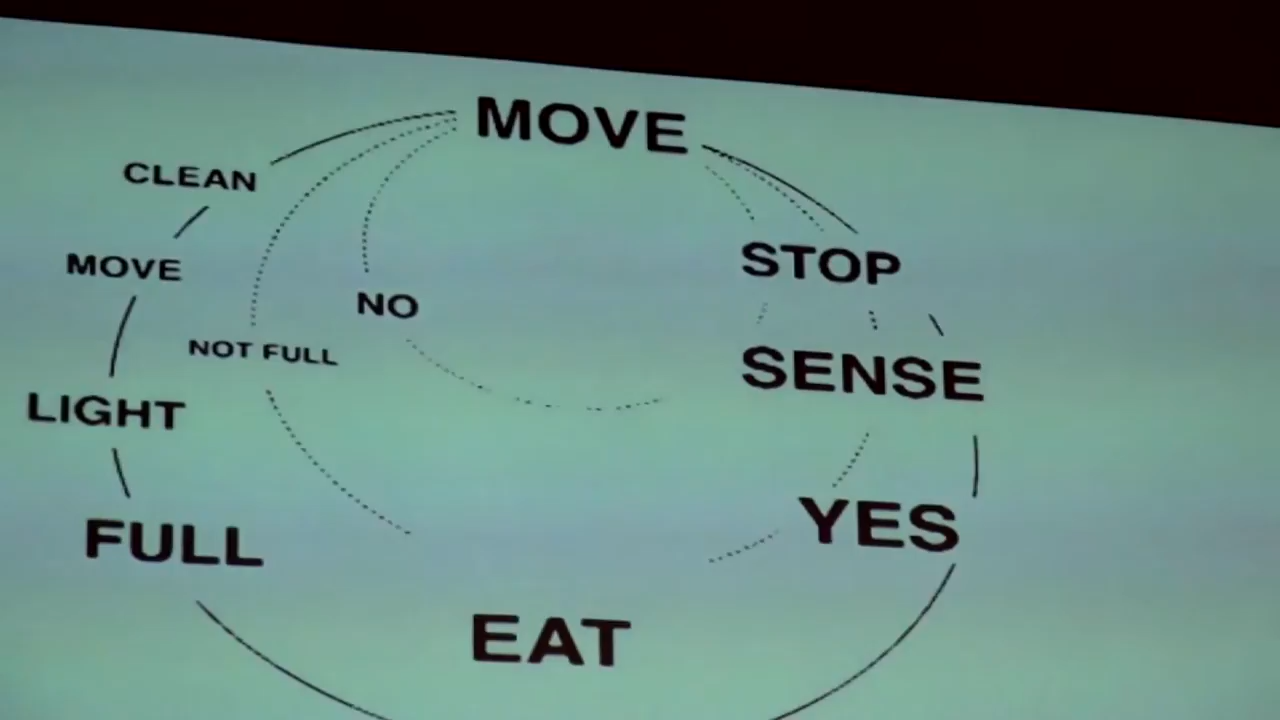 MOVE
CLEAN
STOP
MOVE
NO
NOT FULL
SENSE
LIGHT
YES
FULL
EAT